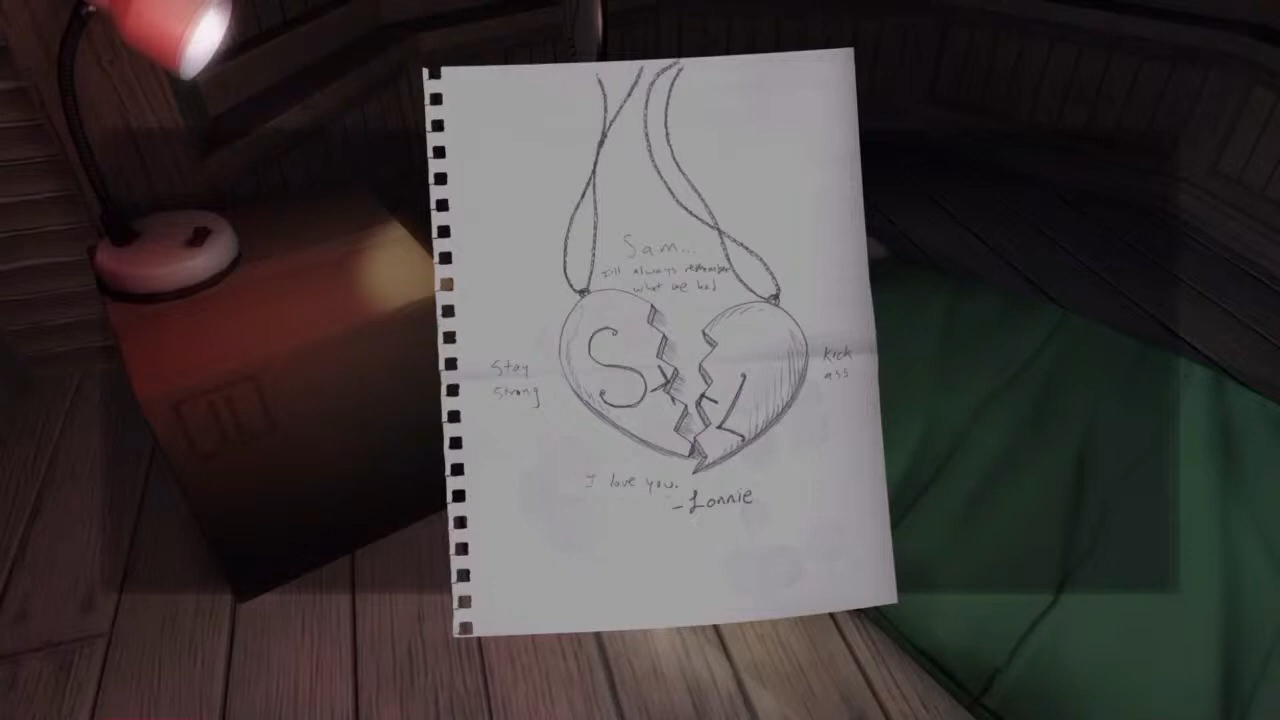 Sam...
I'll always remember
what we had
S L
Stay
strong
Kick
ass
I love you.
-Lonnie